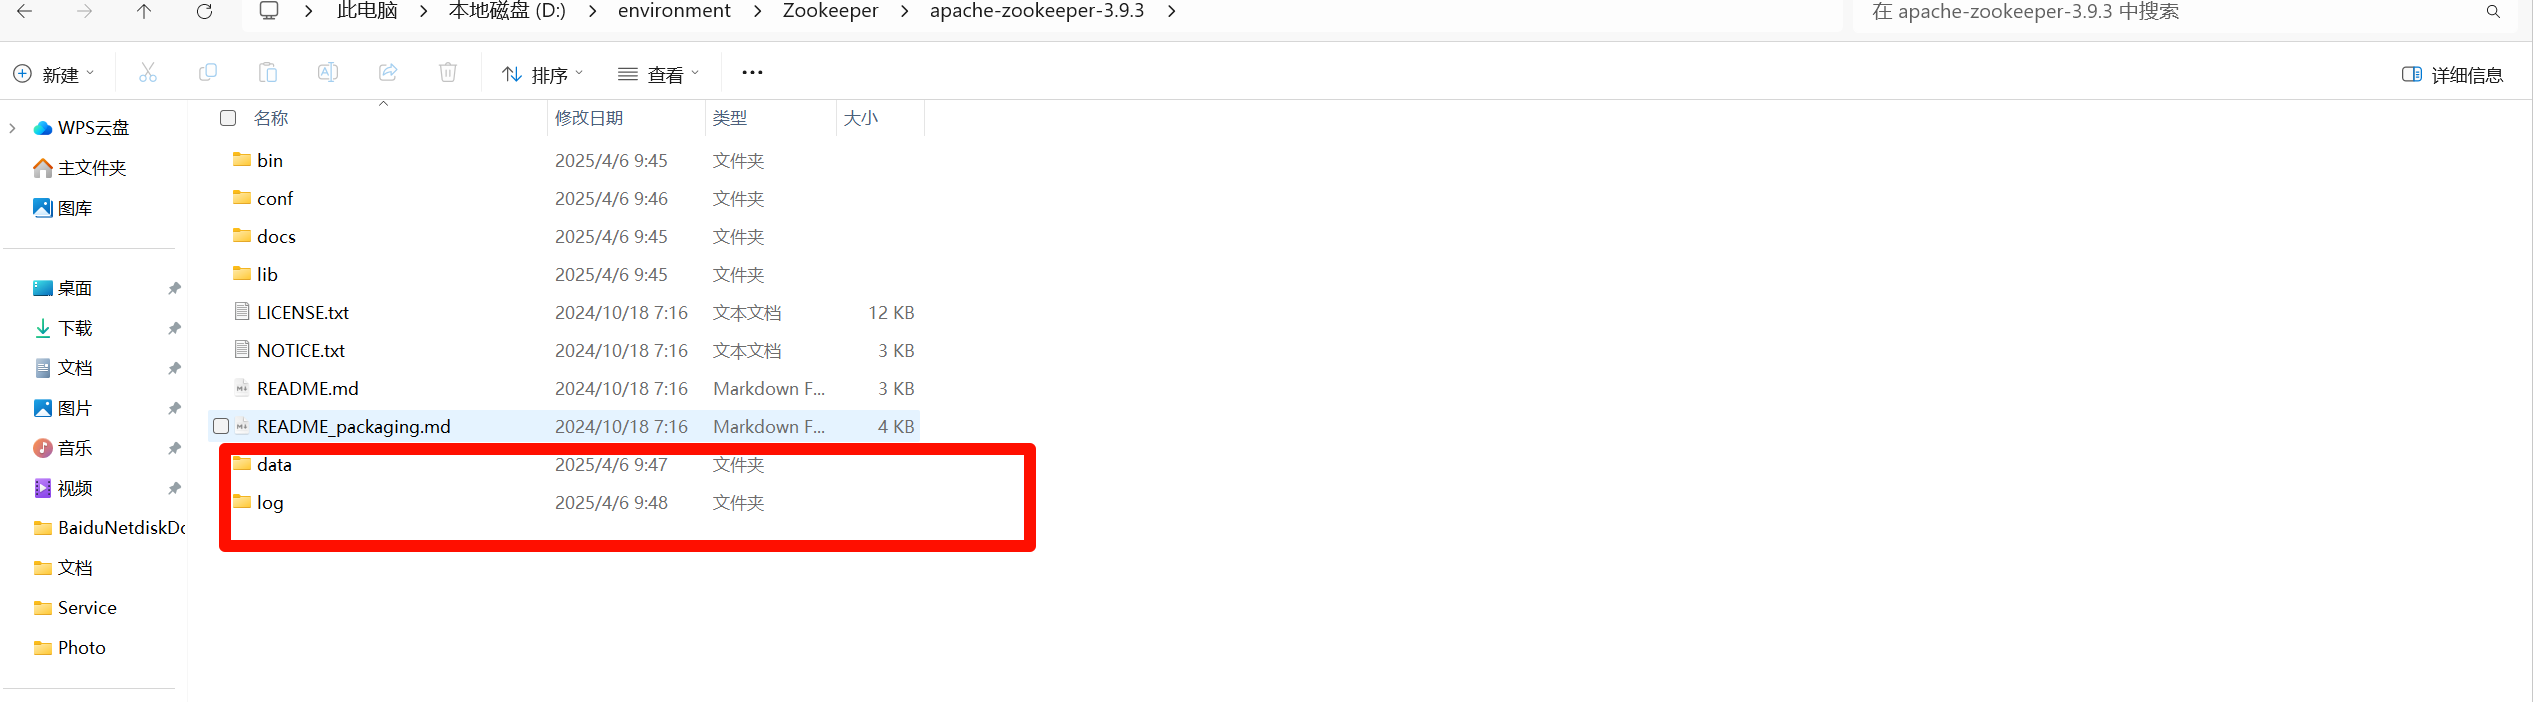 此电脑 本地磁盘 (D:) environment Zookeeper apache-zookeeper-3.9.3 在 apache-zookeeper-3.9.3 中搜索
新建 排序 查看 详细信息
名称 修改日期 类型 大小
WPS云盘
主文件夹
图库
桌面
下载
文档
图片
音乐
视频
BaiduNetdiskDo
文档
Service
Photo
bin 2025/4/6 9:45 文件夹
conf 2025/4/6 9:46 文件夹
docs 2025/4/6 9:45 文件夹
lib 2025/4/6 9:45 文件夹
LICENSE.txt 2024/10/18 7:16 文本文档 12 KB
NOTICE.txt 2024/10/18 7:16 文本文档 3 KB
README.md 2024/10/18 7:16 Markdown F... 3 KB
README_packaging.md 2024/10/18 7:16 Markdown F... 4 KB
data 2025/4/6 9:47 文件夹
log 2025/4/6 9:48 文件夹